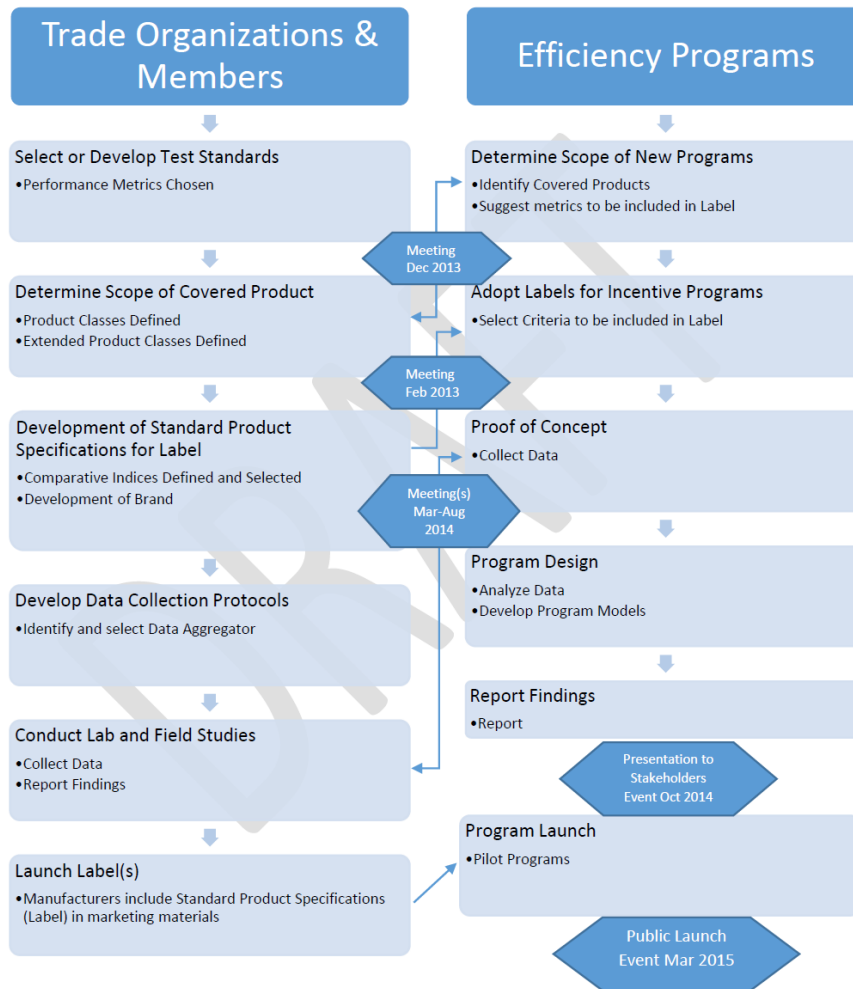 Trade Organizations &
Members
Select or Develop Test Standards
•Performance Metrics Chosen
Determine Scope of Covered Product
•Product Classes Defined
•Extended Product Classes Defined
Development of Standard Product
Specifications for Label
•Comparative Indices Defined and Selected
•Development of Brand
Develop Data Collection Protocols
•Identify and select Data Aggregator
Conduct Lab and Field Studies
•Collect Data
•Report Findings
Launch Label(s)
•Manufacturers include Standard Product Specifications
(Label) in marketing materials
Meeting
Dec 2013
Meeting
Feb 2013
Meeting(s)
Mar-Aug
2014
Efficiency Programs
Determine Scope of New Programs
•Identify Covered Products
•Suggest metrics to be included in Label
Adopt Labels for Incentive Programs
•Select Criteria to be included in Label
Proof of Concept
•Collect Data
Program Design
•Analyze Data
•Develop Program Models
Report Findings
•Report
Presentation to
Stakeholders
Event Oct 2014
Program Launch
•Pilot Programs
Public Launch
Event Mar 2015
DRAFT